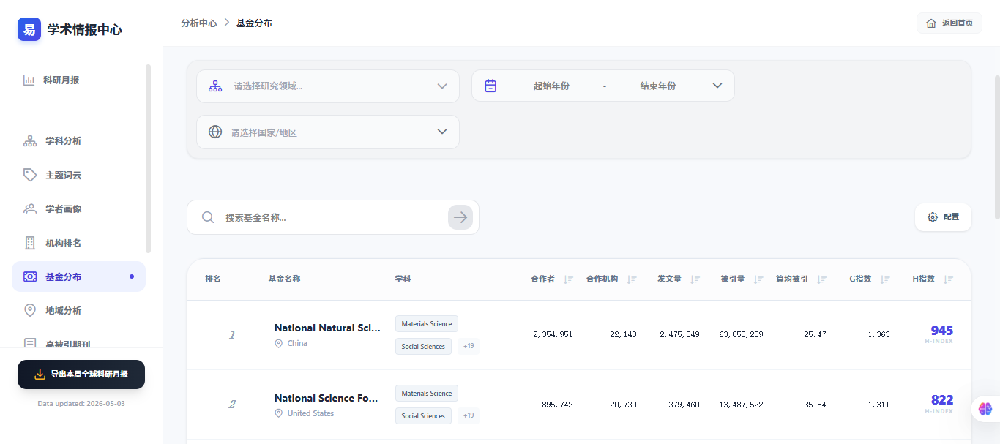 易 学术情报中心
科研月报
学科分析
主题词云
学者画像
机构排名
基金分布
地域分析
高被引期刊
导出本周全球科研月报
Data updated: 2026-05-03
分析中心 基金分布
返回首页
请选择研究领域...
起始年份 - 结束年份
请选择国家/地区
搜索基金名称...
配置
排名 基金名称 学科 合作者 合作机构 发文量 被引量 篇均被引 G指数 H指数
1 National Natural Sci... Materials Science 2,354,951 22,140 2,475,849 63,053,209 25.47 1,363 945
China Social Sciences +19 H-INDEX
2 National Science Fo... Materials Science 895,742 20,730 379,460 13,487,522 35.54 1,311 822
United States Social Sciences +19 H-INDEX